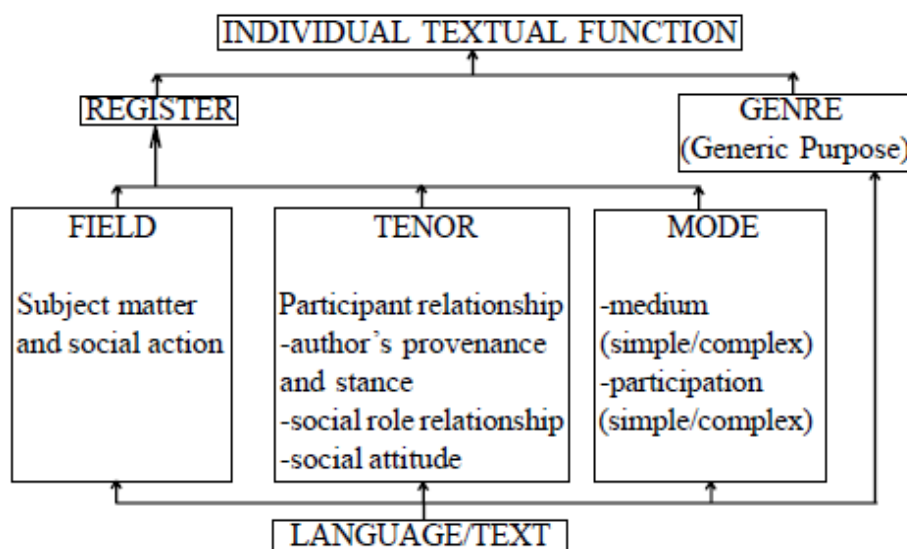 INDIVIDUAL TEXTUAL FUNCTION
REGISTER
GENRE
(Generic Purpose)
FIELD
Subject matter
and social action
TENOR
Participant relationship
-author's provenance
and stance
-social role relationship
-social attitude
MODE
-medium
(simple/complex)
-participation
(simple/complex)
LANGUAGE/TEXT